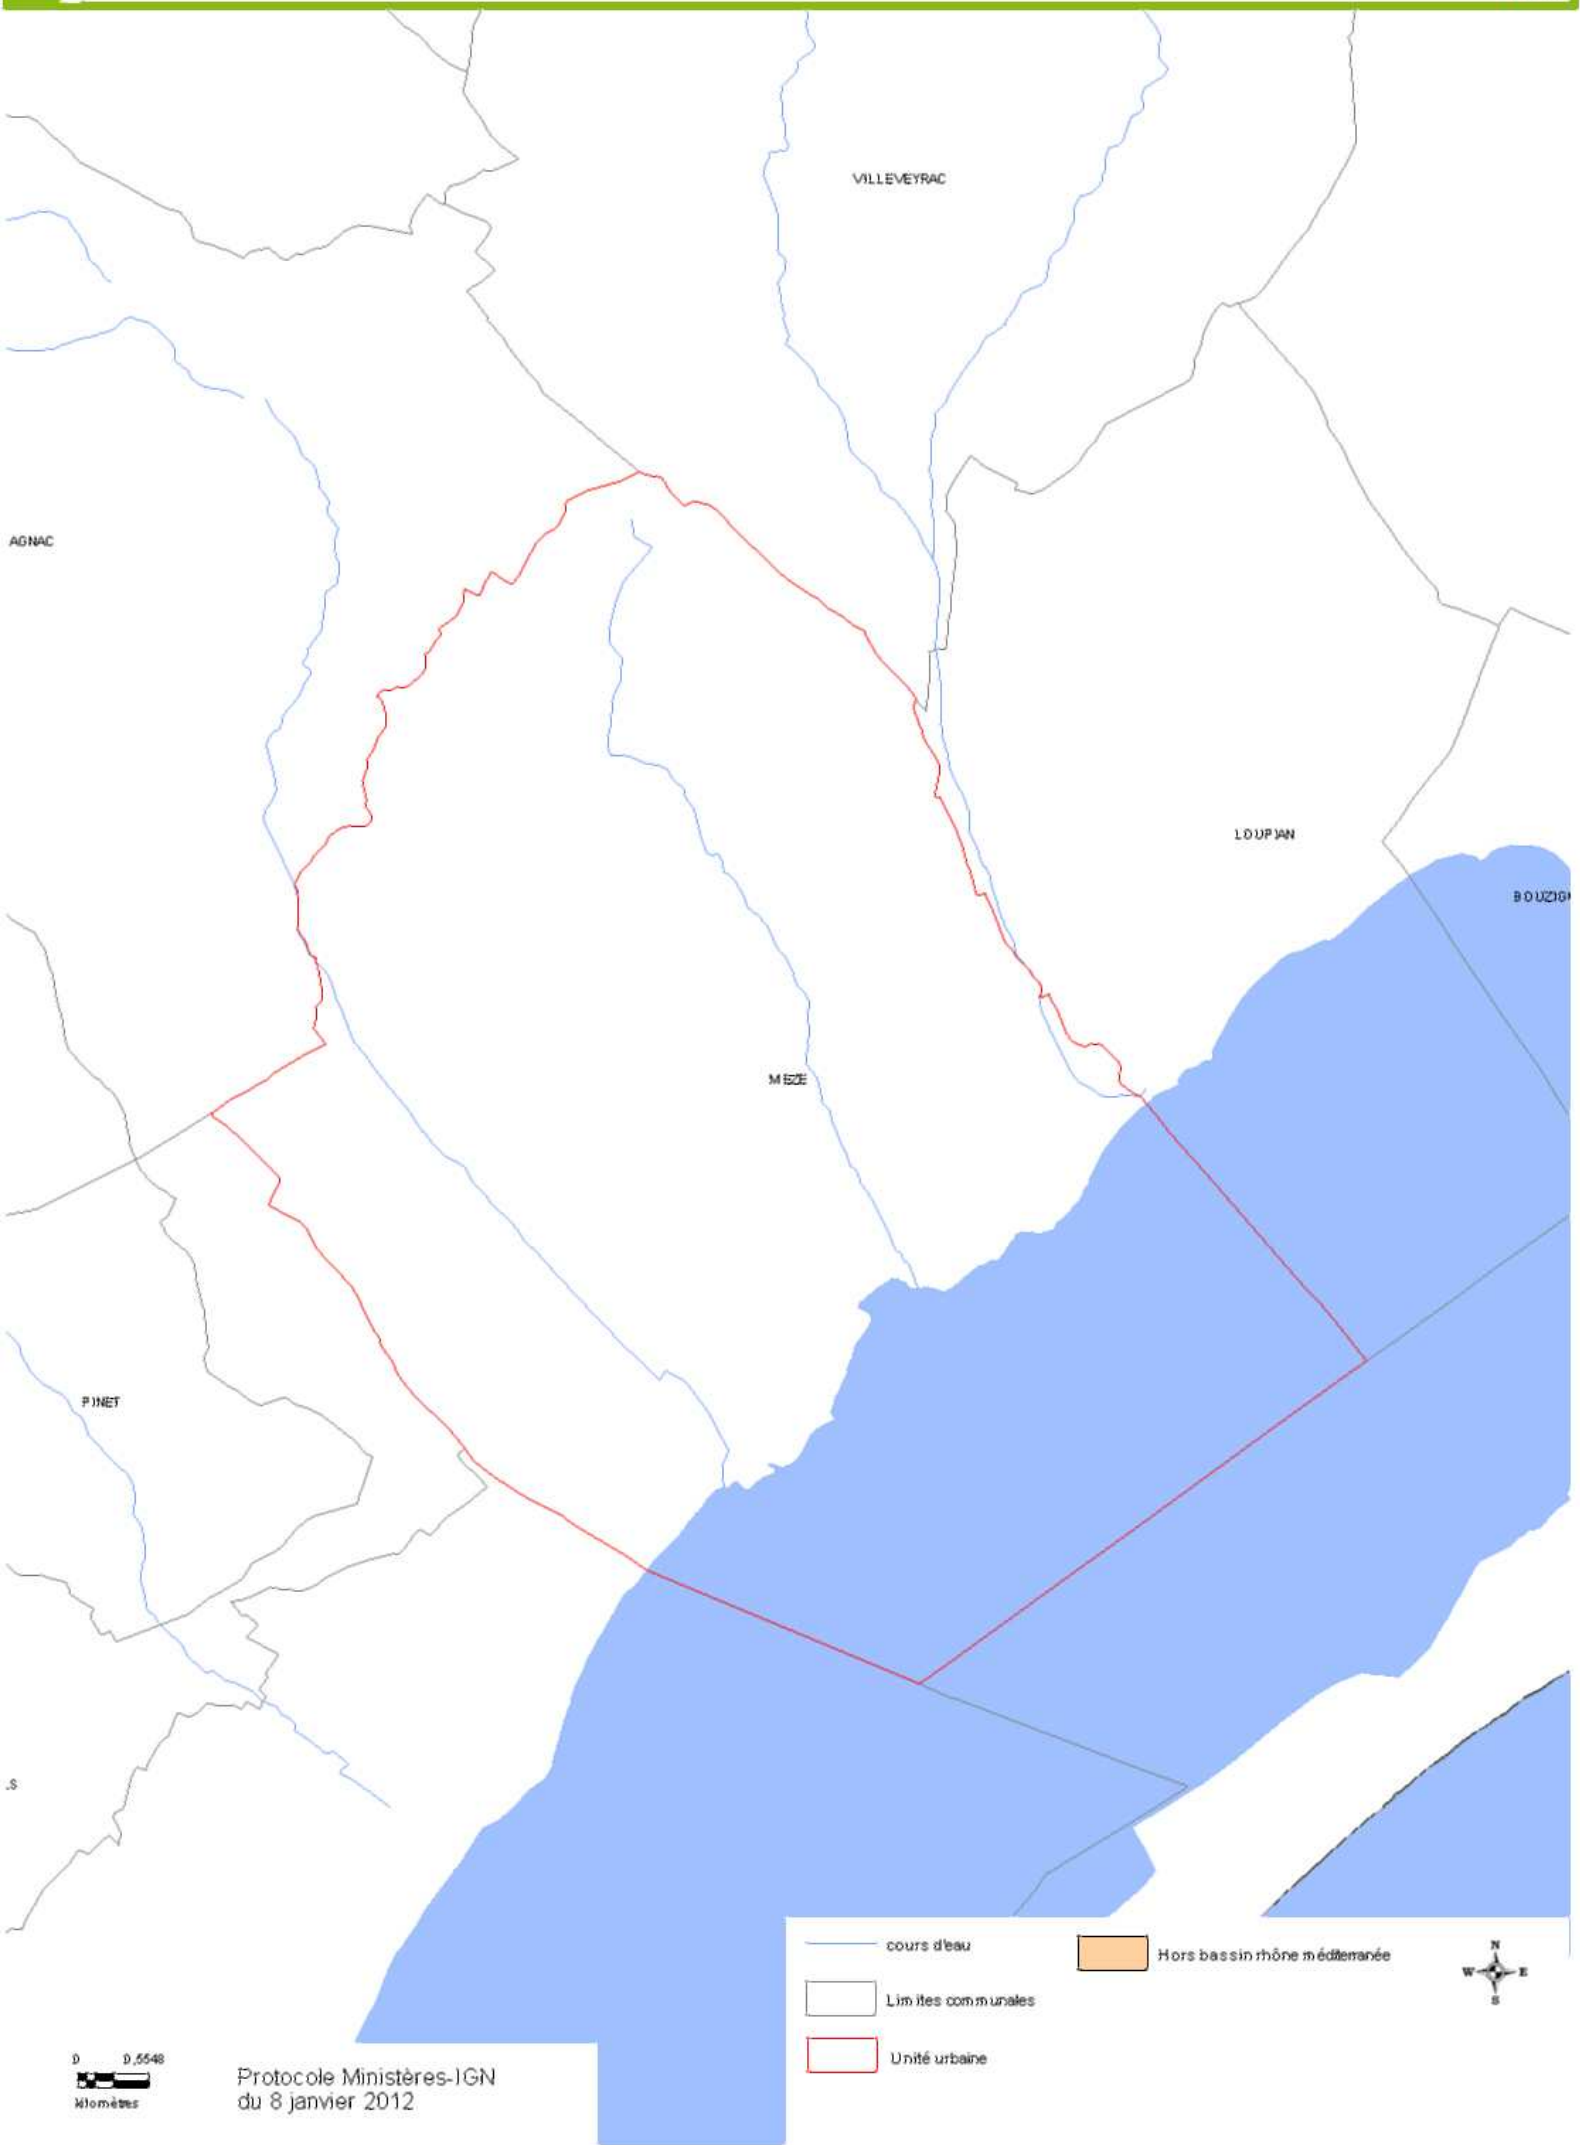 VILLEVEYRAC
AGNAC
LOUPIAN
BOUZIG
MEZE
PINET
S
cours d'eau
Hors bassin rhône méditerranée
N
W E
S
Limites communales
Unité urbaine
0 0,5548
kilomètres
Protocole Ministères-IGN
du 8 janvier 2012